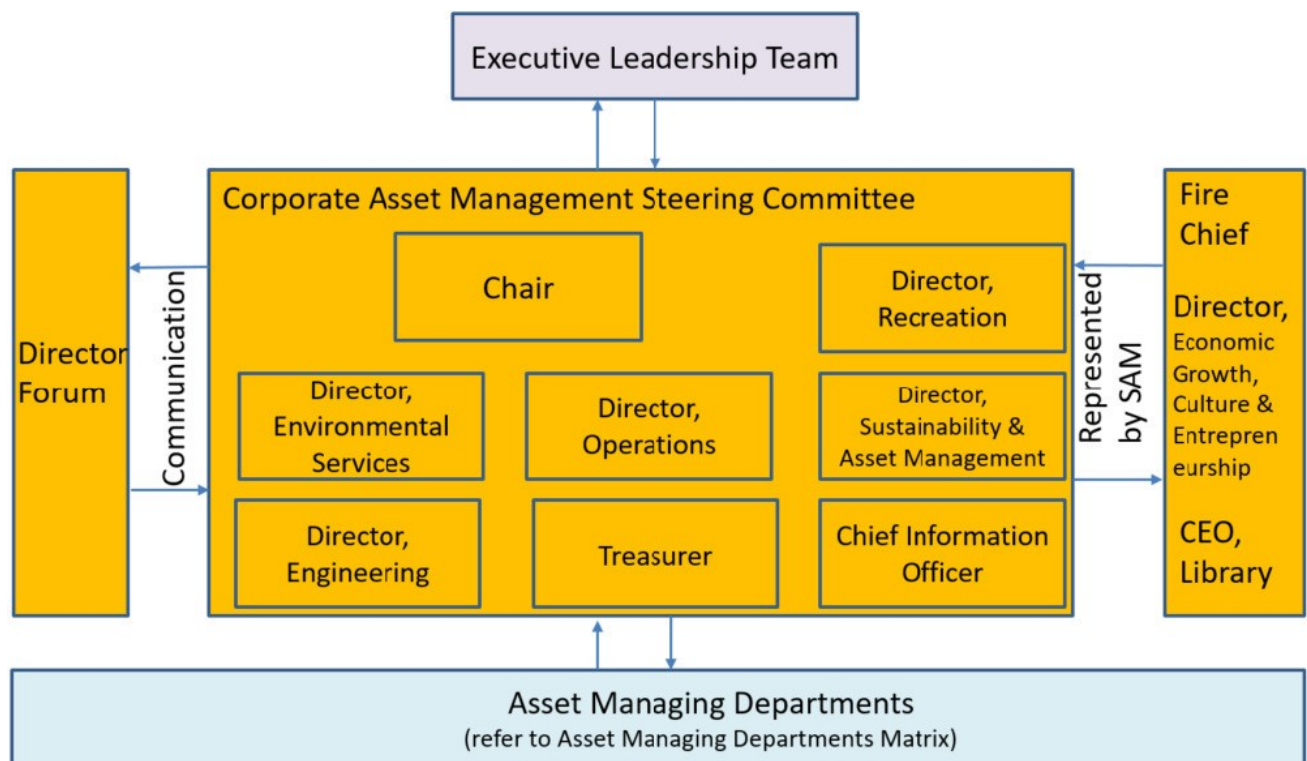 Executive Leadership Team
Corporate Asset Management Steering Committee
Chair
Director,
Recreation
Director,
Environmental
Services
Director,
Operations
Director,
Sustainability &
Asset Management
Director,
Engineering
Treasurer
Chief Information
Officer
Director
Forum
Communication
Represented
by SAM
Fire
Chief
Director,
Economic
Growth,
Culture &
Entrepren
eurship
CEO,
Library
Asset Managing Departments
(refer to Asset Managing Departments Matrix)